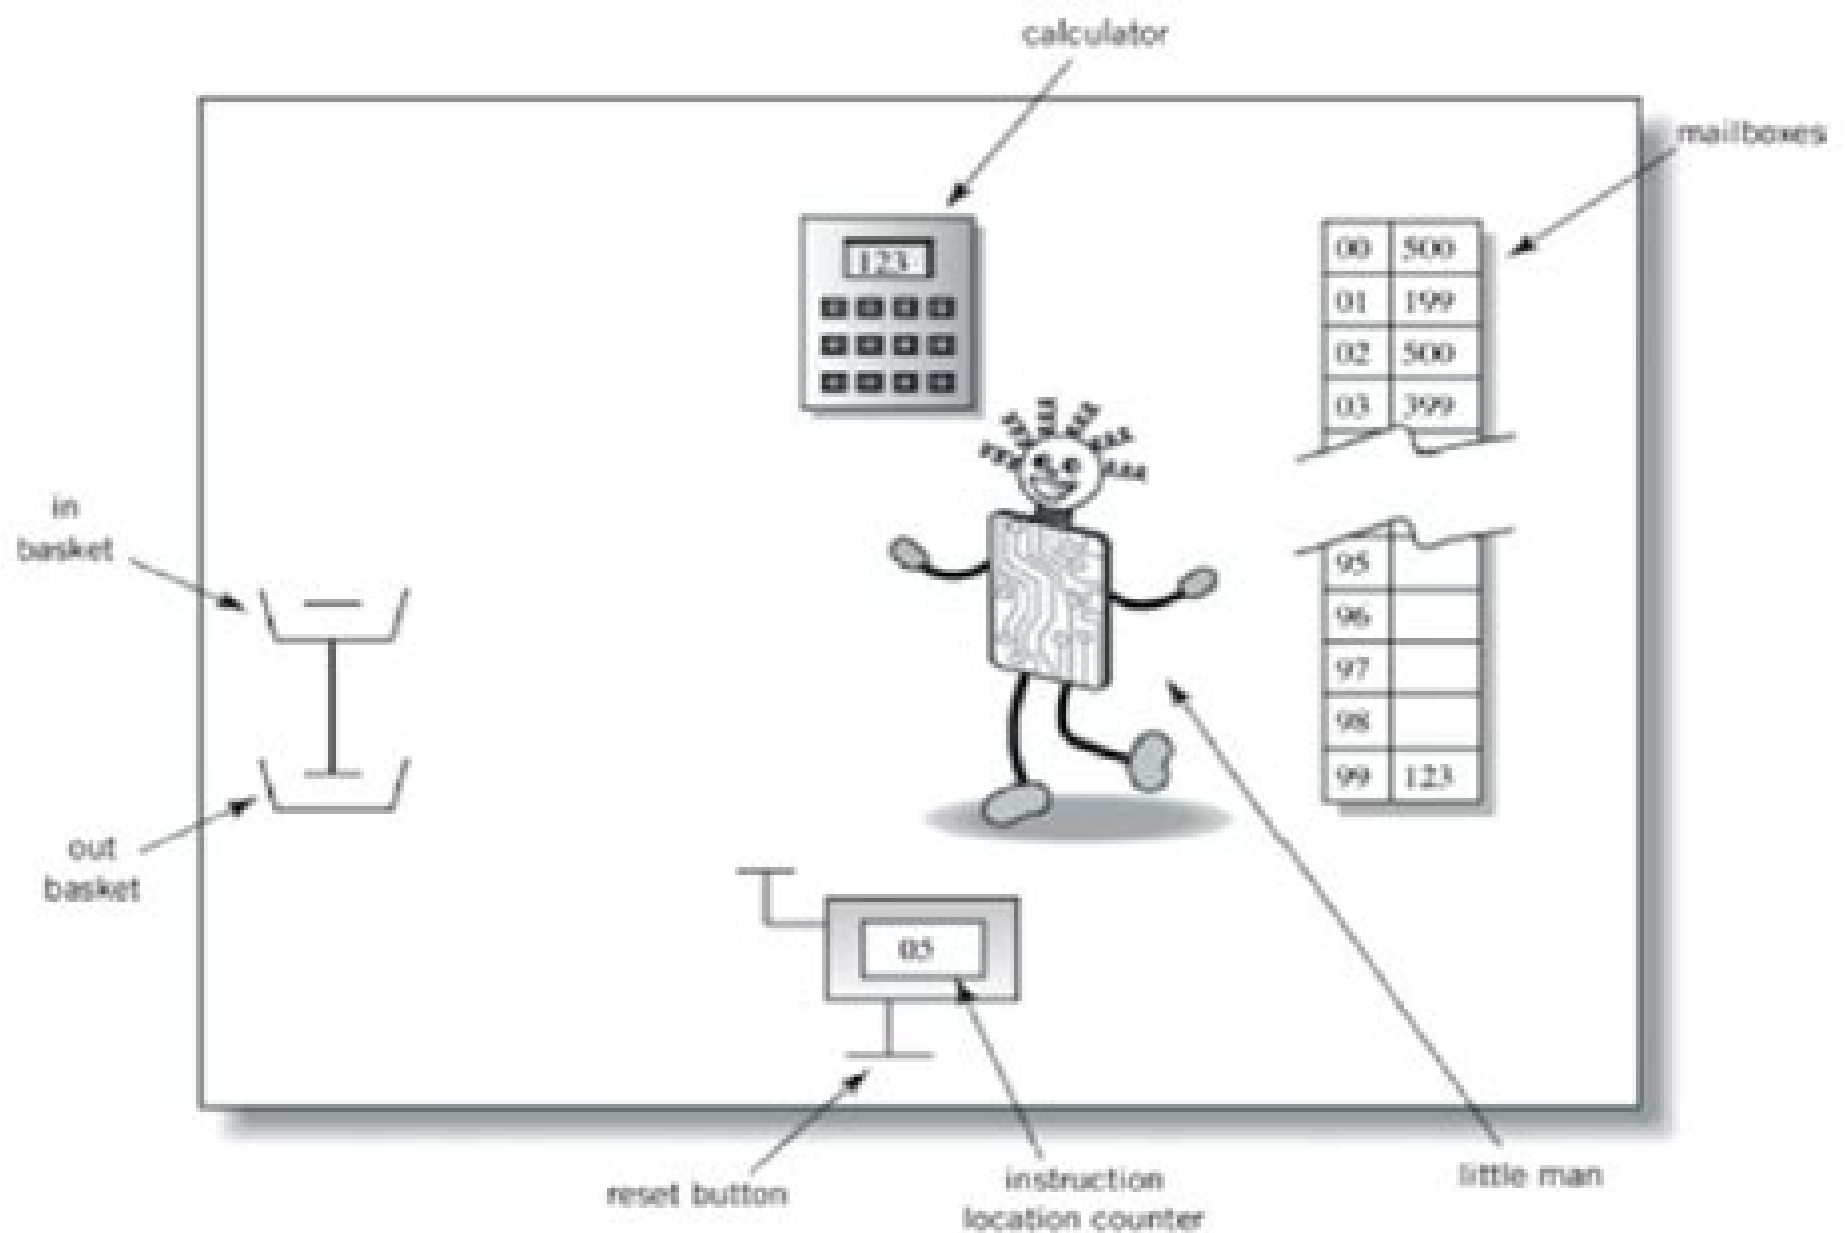 calculator
mailboxes
123
00 500
01 199
02 500
03 399
in
basket
95
96
97
98
99 123
out
basket
05
reset button
instruction
location counter
little man